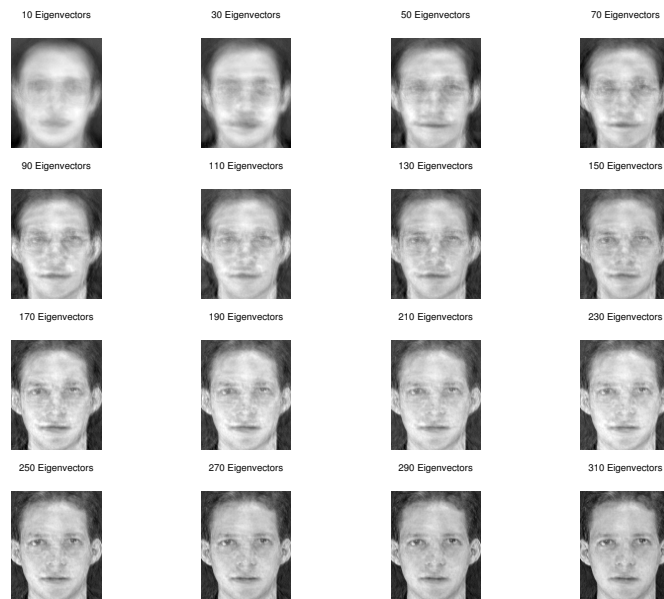 10 Eigenvectors
30 Eigenvectors
50 Eigenvectors
70 Eigenvectors
90 Eigenvectors
110 Eigenvectors
130 Eigenvectors
150 Eigenvectors
170 Eigenvectors
190 Eigenvectors
210 Eigenvectors
230 Eigenvectors
250 Eigenvectors
270 Eigenvectors
290 Eigenvectors
310 Eigenvectors